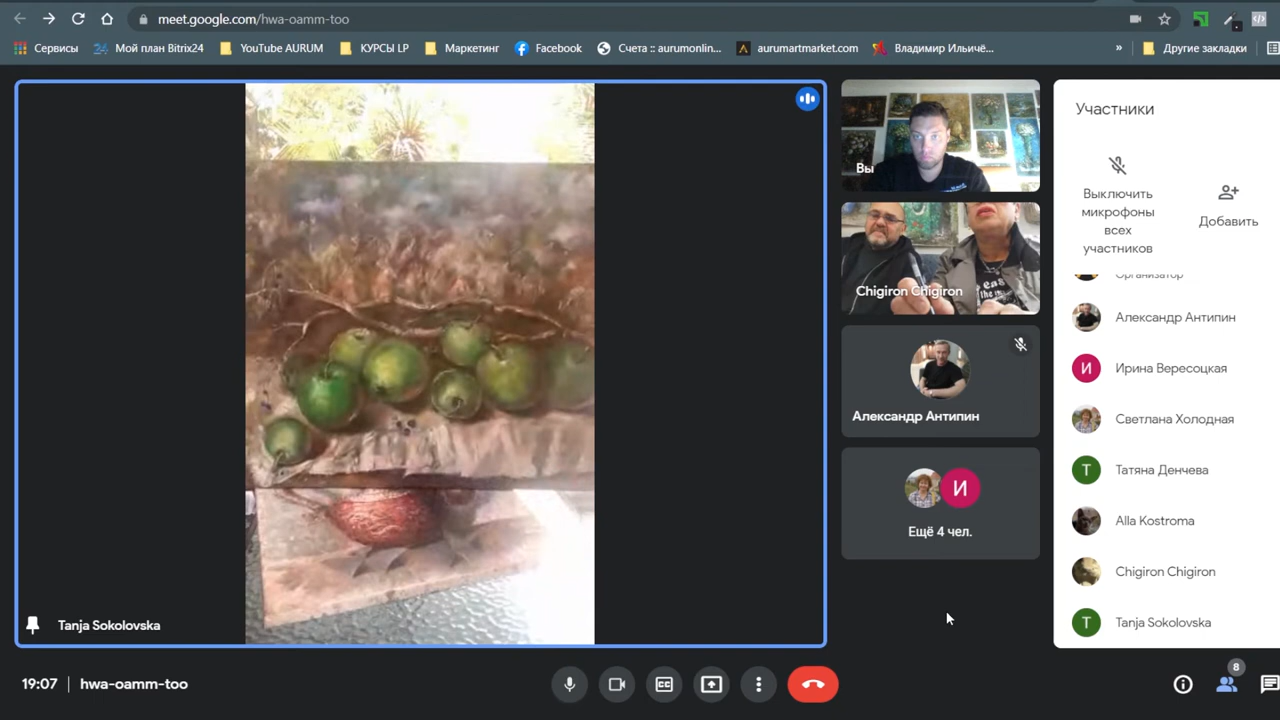 meet.google.com/hwa-oamm-too
Сервисы
24 Мой план Bitrix24
YouTube AURUM
КУРСЫ LP
Маркетинг
Facebook
Счета :: aurumonlin...
aurumartmarket.com
Владимир Ильичё...
»
Другие закладки
Tanja Sokolovska
Вы
Chigiron Chigiron
Александр Антипин
И
Ещё 4 чел.
Участники
Выключить
микрофоны
всех
участников
Добавить
Организатор
Александр Антипин
И Ирина Вересоцкая
Светлана Холодная
Т Татяна Денчева
Alla Kostroma
Chigiron Chigiron
T Tanja Sokolovska
19:07 | hwa-oamm-too
8